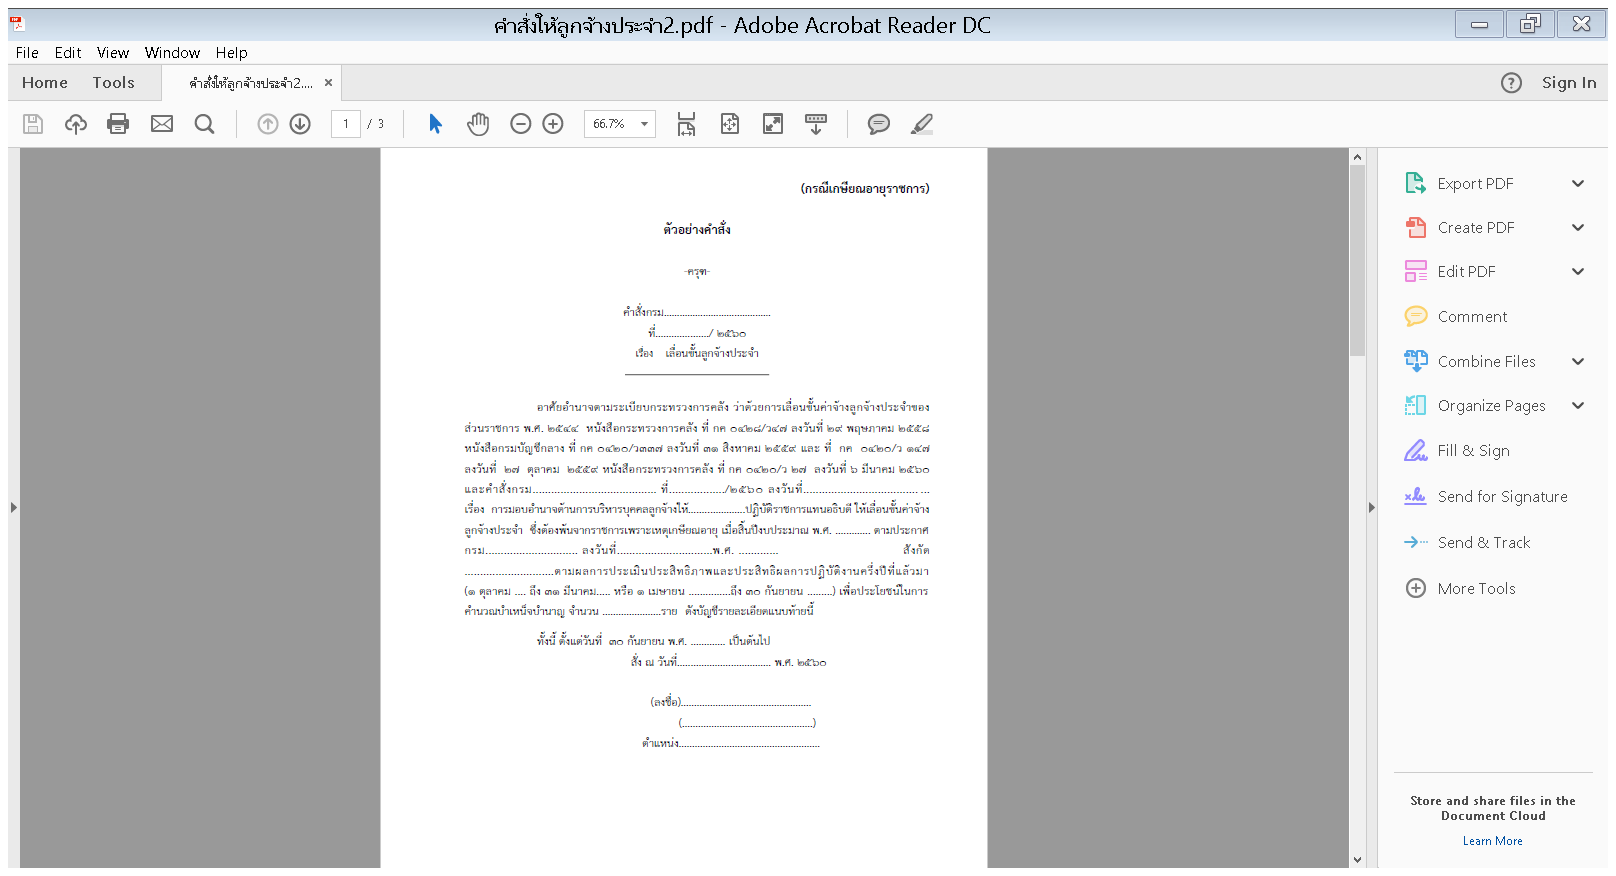 คำสั่งให้ลูกจ้างประจำ2.pdf - Adobe Acrobat Reader DC
File Edit View Window Help
Home Tools คำสั่งให้ลูกจ้างประจำ2.... × ? Sign In
1 / 3 66.7%
(กรณีเกษียณอายุราชการ)
ตัวอย่างคำสั่ง
-ครุฑ-
คำสั่งกรม..........................................
ที่...................../ ๒๕๖๐
เรื่อง เลื่อนขั้นลูกจ้างประจำ
อาศัยอำนาจตามระเบียบกระทรวงการคลัง ว่าด้วยการเลื่อนขั้นค่าจ้างลูกจ้างประจำของ
ส่วนราชการ พ.ศ. ๒๕๔๔ หนังสือกระทรวงการคลัง ที่ กค ๐๔๒๘/ว๔๗ ลงวันที่ ๒๙ พฤษภาคม ๒๕๕๘
หนังสือกรมบัญชีกลาง ที่ กค ๐๔๒๐/ว๓๓๗ ลงวันที่ ๓๑ สิงหาคม ๒๕๕๙ และ ที่ กค ๐๔๒๐/ว ๑๔๗
ลงวันที่ ๒๗ ตุลาคม ๒๕๕๙ หนังสือกระทรวงการคลัง ที่ กค ๐๔๒๐/ว ๒๗ ลงวันที่ ๖ มีนาคม ๒๕๖๐
และคำสั่งกรม........................................ ที่................../๒๕๖๐ ลงวันที่..................................... ...
เรื่อง การมอบอำนาจด้านการบริหารบุคคลลูกจ้างให้......................ปฏิบัติราชการแทนอธิบดี ให้เลื่อนขั้นค่าจ้าง
ลูกจ้างประจำ ซึ่งต้องพ้นจากราชการเพราะเหตุเกษียณอายุ เมื่อสิ้นปีงบประมาณ พ.ศ. ............. ตามประกาศ
กรม.............................. ลงวันที่...............................พ.ศ. ............. สังกัด
.............................ตามผลการประเมินประสิทธิภาพและประสิทธิผลการปฏิบัติงานครึ่งปีที่แล้วมา
(๑ ตุลาคม .... ถึง ๓๑ มีนาคม..... หรือ ๑ เมษายน ...............ถึง ๓๐ กันยายน .........) เพื่อประโยชน์ในการ
คำนวณบำเหน็จบำนาญ จำนวน ......................ราย ดังบัญชีรายละเอียดแนบท้ายนี้
ทั้งนี้ ตั้งแต่วันที่ ๓๐ กันยายน พ.ศ. ............. เป็นต้นไป
สั่ง ณ วันที่................................... พ.ศ. ๒๕๖๐
(ลงชื่อ).................................................
(.................................................)
ตำแหน่ง.....................................................
Export PDF
Create PDF
Edit PDF
Comment
Combine Files
Organize Pages
Fill & Sign
Send for Signature
Send & Track
More Tools
Store and share files in the
Document Cloud
Learn More